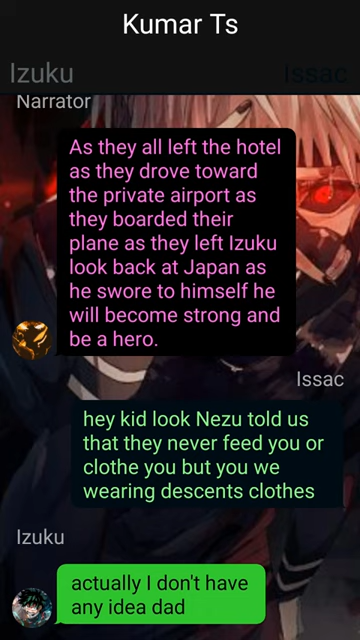 Kumar Ts
Izuku
Issac
Narrator
As they all left the hotel
as they drove toward
the private airport as
they boarded their
plane as they left Izuku
look back at Japan as
he swore to himself he
will become strong and
be a hero.
Issac
hey kid look Nezu told us
that they never feed you or
clothe you but you we
wearing descents clothes
Izuku
actually I don't have
any idea dad